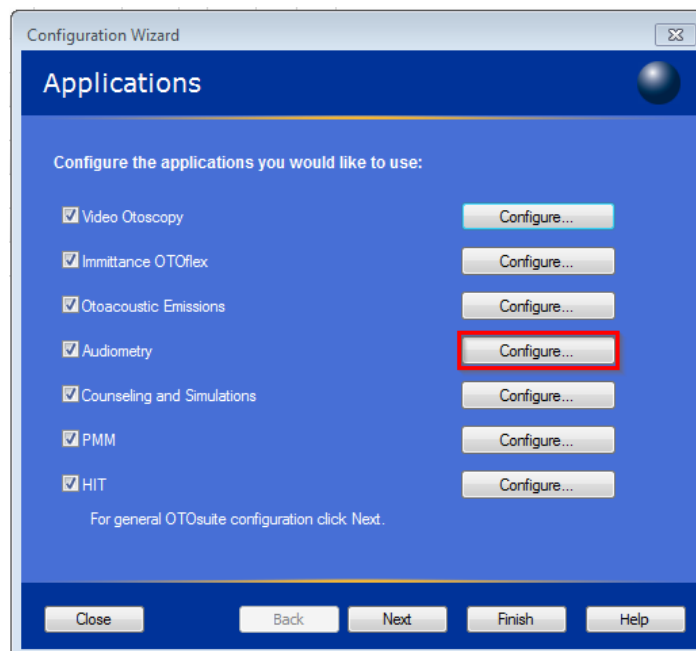 Configuration Wizard
Applications
Configure the applications you would like to use:
Video Otoscopy Configure...
Immittance OTOflex Configure...
Otoacoustic Emissions Configure...
Audiometry Configure...
Counseling and Simulations Configure...
PMM Configure...
HIT Configure...
For general OTOsuite configuration click Next.
Close Back Next Finish Help